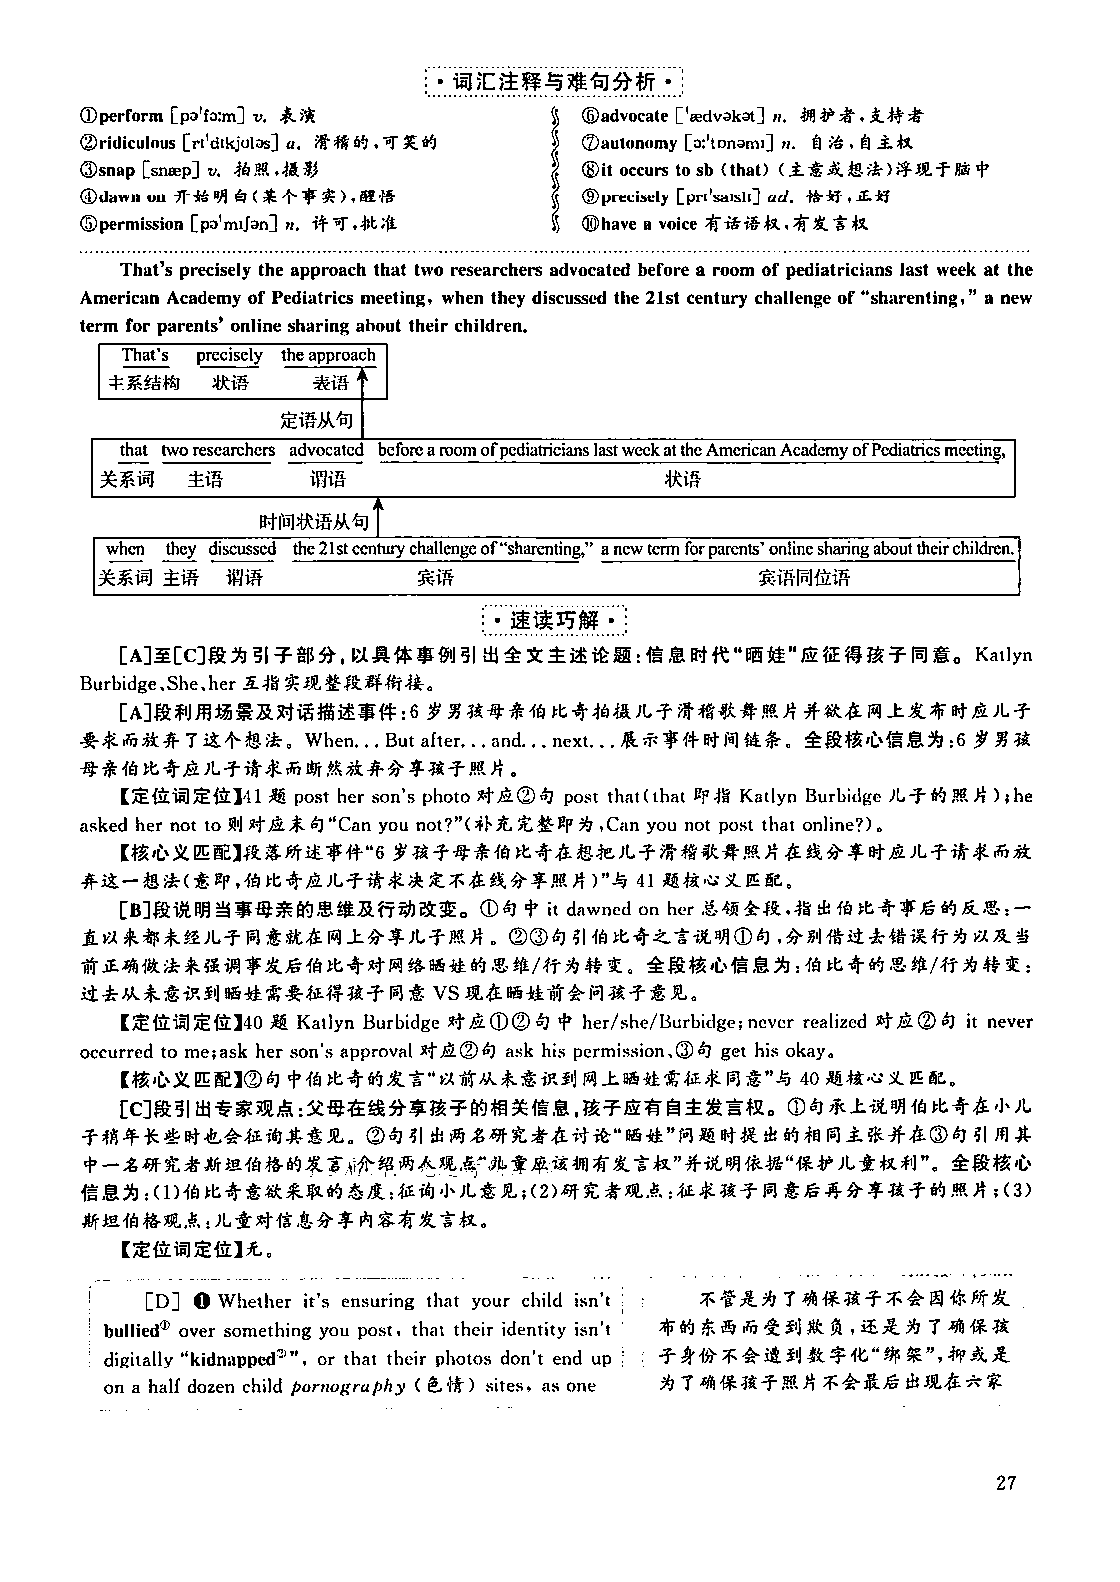 ·词汇注释与难句分析·
①perform [pə'fɔːm] v. 表演
②ridiculous [rɪ'dɪkjʊləs] a. 滑稽的,可笑的
③snap [snæp] v. 拍照,摄影
④dawn on 开始明白(某个事实),醒悟
⑤permission [pə'mɪʃən] n. 许可,批准
⑥advocate ['ædvəkət] n. 拥护者,支持者
⑦autonomy [ɔː'tɒnəmɪ] n. 自治,自主权
⑧it occurs to sb (that) (主意或想法)浮现于脑中
⑨precisely [prɪ'saɪslɪ] ad. 恰好,正好
⑩have a voice 有话语权,有发言权
That's precisely the approach that two researchers advocated before a room of pediatricians last week at the
American Academy of Pediatrics meeting, when they discussed the 21st century challenge of “sharenting,” a new
term for parents' online sharing about their children.
That's precisely the approach
主系结构 状语 表语
定语从句
that two researchers advocated before a room of pediatricians last week at the American Academy of Pediatrics meeting,
关系词 主语 谓语 状语
时间状语从句
when they discussed the 21st century challenge of “sharenting,” a new term for parents' online sharing about their children.
关系词 主语 谓语 宾语 宾语同位语
·速读巧解·
[A]至[C]段为引子部分,以具体事例引出全文主述论题:信息时代“晒娃”应征得孩子同意。Katlyn
Burbidge、She、her 互指实现整段群衔接。
[A]段利用场景及对话描述事件:6 岁男孩母亲伯比奇拍摄儿子滑稽歌舞照片并欲在网上发布时应儿子
要求而放弃了这个想法。When... But after... and... next... 展示事件时间链条。全段核心信息为:6 岁男孩
母亲伯比奇应儿子请求而断然放弃分享孩子照片。
【定位词定位】41 题 post her son's photo 对应②句 post that(that 即指 Katlyn Burbidge 儿子的照片);he
asked her not to 则对应末句“Can you not?”(补充完整即为,Can you not post that online?)。
【核心义匹配】段落所述事件“6 岁孩子母亲伯比奇在想把儿子滑稽歌舞照片在线分享时应儿子请求而放
弃这一想法(意即,伯比奇应儿子请求决定不在线分享照片)”与 41 题核心义匹配。
[B]段说明当事母亲的思维及行动改变。①句中 it dawned on her 总领全段,指出伯比奇事后的反思:一
直以来都未经儿子同意就在网上分享儿子照片。②③句引伯比奇之言说明①句,分别借过去错误行为以及当
前正确做法来强调事发后伯比奇对网络晒娃的思维/行为转变。全段核心信息为:伯比奇的思维/行为转变:
过去从未意识到晒娃需要征得孩子同意 VS 现在晒娃前会问孩子意见。
【定位词定位】40 题 Katlyn Burbidge 对应①②句中 her/she/Burbidge;never realized 对应②句 it never
occurred to me;ask her son's approval 对应②句 ask his permission、③句 get his okay。
【核心义匹配】②句中伯比奇的发言“以前从未意识到网上晒娃需征求同意”与 40 题核心义匹配。
[C]段引出专家观点:父母在线分享孩子的相关信息,孩子应有自主发言权。①句承上说明伯比奇在小儿
子稍年长些时也会征询其意见。②句引出两名研究者在讨论“晒娃”问题时提出的相同主张并在③句引用其
中一名研究者斯坦伯格的发言,介绍两人观点“儿童应该拥有发言权”并说明依据“保护儿童权利”。全段核心
信息为:(1)伯比奇意欲采取的态度:征询小儿意见;(2)研究者观点:征求孩子同意后再分享孩子的照片;(3)
斯坦伯格观点:儿童对信息分享内容有发言权。
【定位词定位】无。
[D] ❶ Whether it's ensuring that your child isn't
bullied① over something you post, that their identity isn't
digitally “kidnapped②”, or that their photos don't end up
on a half dozen child pornography (色情) sites, as one
不管是为了确保孩子不会因你所发
布的东西而受到欺负,还是为了确保孩
子身份不会遭到数字化“绑架”,抑或是
为了确保孩子照片不会最后出现在六家
27